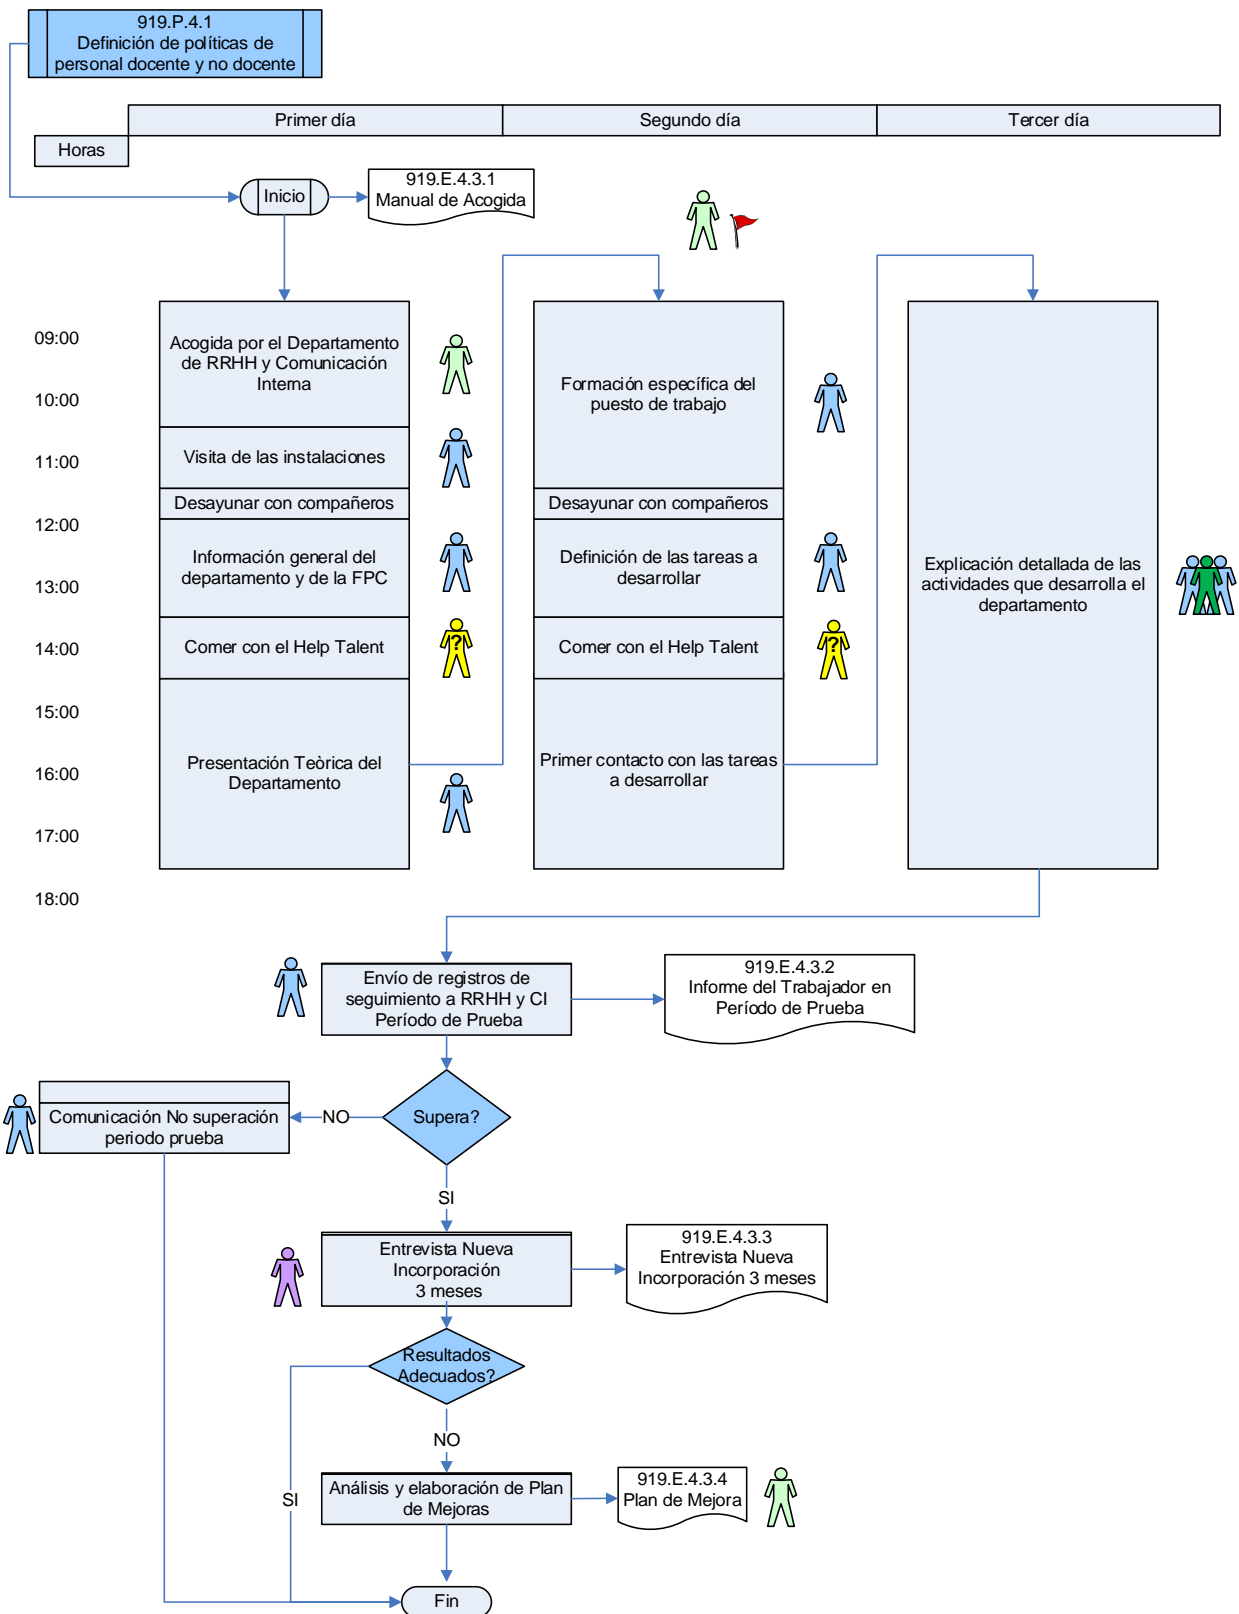 919.P.4.1
Definición de políticas de
personal docente y no docente
Primer día
Segundo día
Tercer día
Horas
Inicio
919.E.4.3.1
Manual de Acogida
09:00
10:00
11:00
12:00
13:00
14:00
15:00
16:00
17:00
18:00
Acogida por el Departamento
de RRHH y Comunicación
Interna
Visita de las instalaciones
Desayunar con compañeros
Información general del
departamento y de la FPC
Comer con el Help Talent
Presentación Teòrica del
Departamento
Formación específica del
puesto de trabajo
Desayunar con compañeros
Definición de las tareas a
desarrollar
Comer con el Help Talent
Primer contacto con las tareas
a desarrollar
Explicación detallada de las
actividades que desarrolla el
departamento
?
?
Envío de registros de
seguimiento a RRHH y CI
Período de Prueba
919.E.4.3.2
Informe del Trabajador en
Período de Prueba
Supera?
NO
Comunicación No superación
periodo prueba
SI
Entrevista Nueva
Incorporación
3 meses
919.E.4.3.3
Entrevista Nueva
Incorporación 3 meses
Resultados
Adecuados?
NO
SI
Análisis y elaboración de Plan
de Mejoras
919.E.4.3.4
Plan de Mejora
Fin